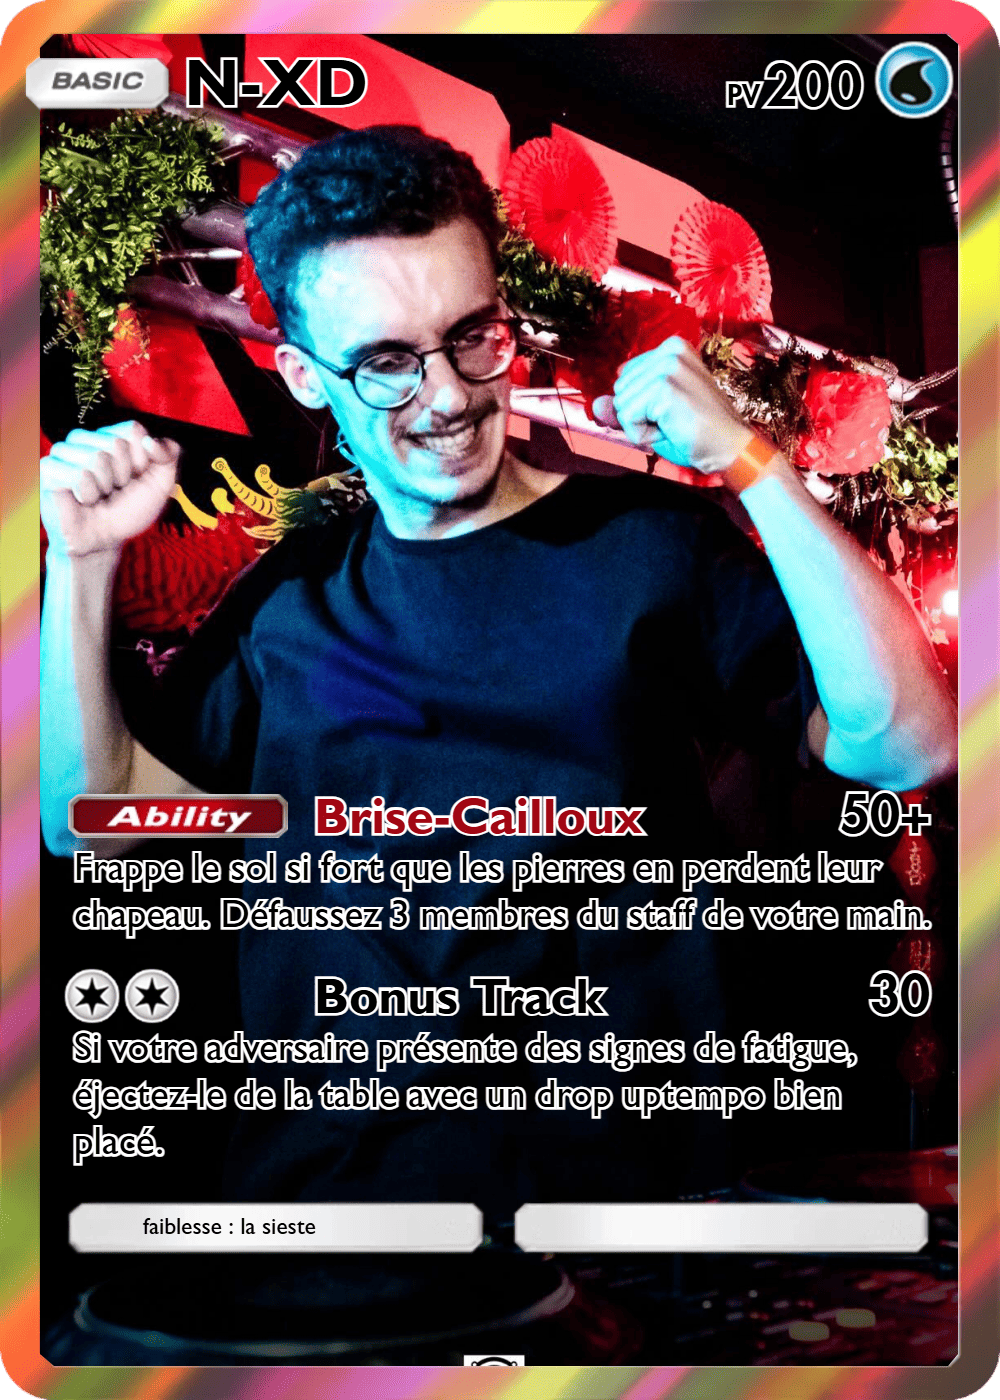 BASIC N-XD PV200
Ability Brise-Cailloux 50+
Frappe le sol si fort que les pierres en perdent leur
chapeau. Défaussez 3 membres du staff de votre main.
Bonus Track 30
Si votre adversaire présente des signes de fatigue,
éjectez-le de la table avec un drop uptempo bien
placé.
faiblesse : la sieste